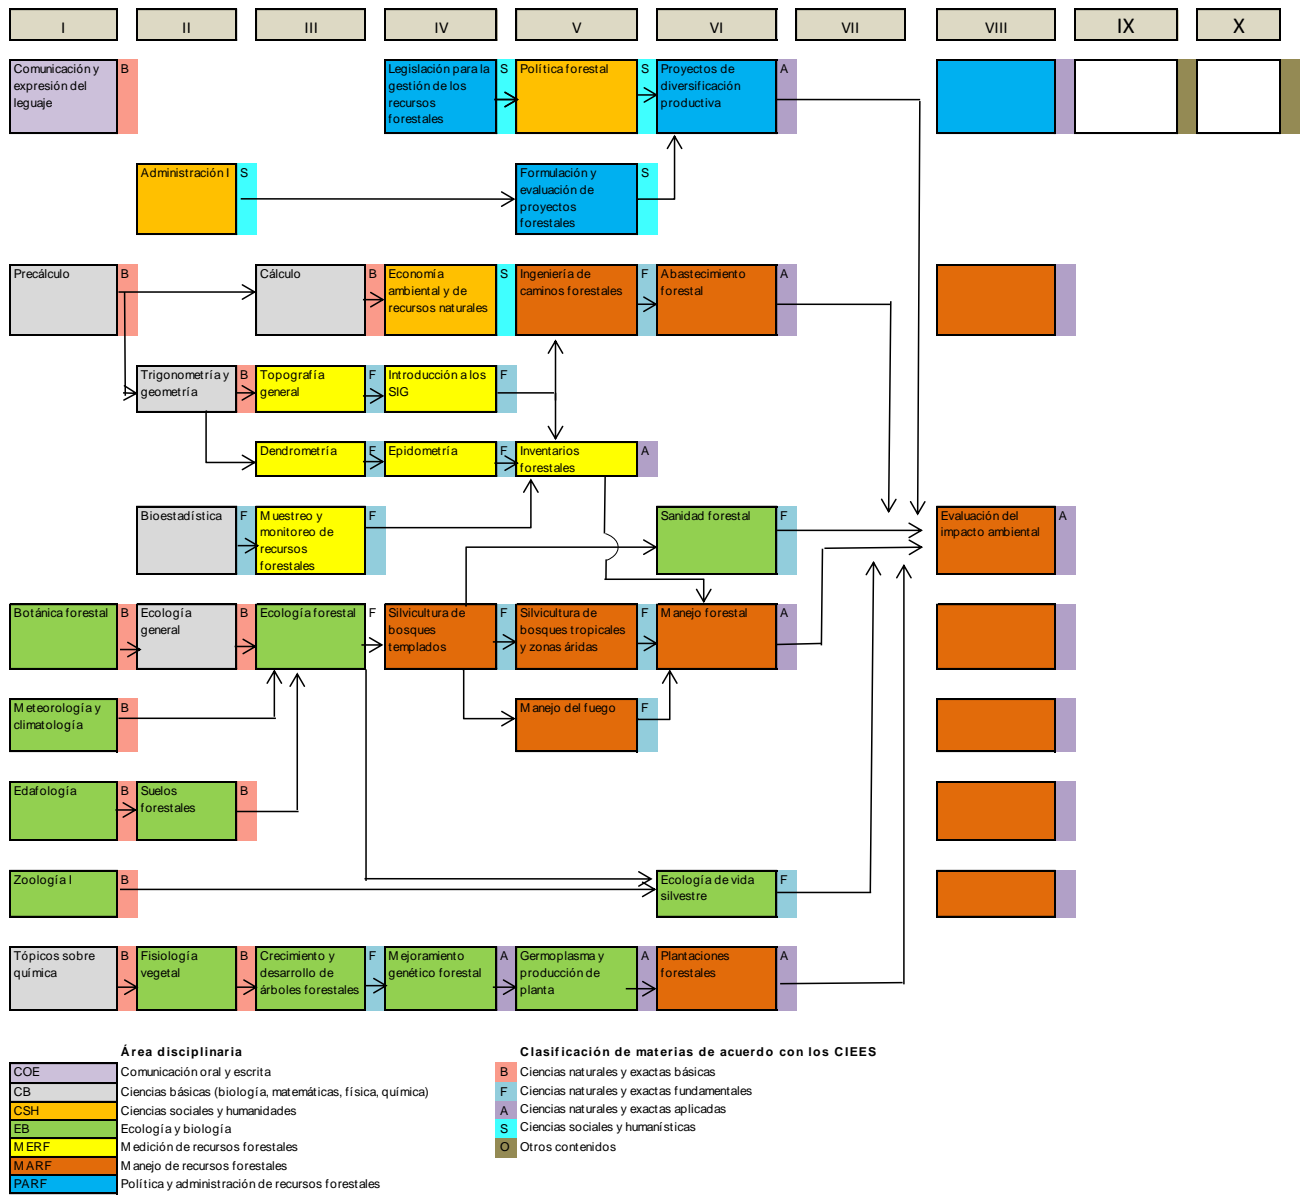 I II III IV V VI VII VIII IX X
Comunicación y
expresión del
leguaje
B
Legislación para la
gestión de los
recursos
forestales
S
Política forestal
S
Proyectos de
diversificación
productiva
A
Administración I
S
Formulación y
evaluación de
proyectos
forestales
S
Precálculo
B
Cálculo
B
Economía
ambiental y de
recursos naturales
S
Ingeniería de
caminos forestales
F
Abastecimiento
forestal
A
Trigonometría y
geometría
B
Topografía
general
F
Introducción a los
SIG
F
Dendrometría
F
Epidometría
F
Inventarios
forestales
A
Bioestadística
F
Muestreo y
monitoreo de
recursos
forestales
F
Sanidad forestal
F
Evaluación del
impacto ambiental
A
Botánica forestal
B
Ecología
general
B
Ecología forestal
F
Silvicultura de
bosques
templados
F
Silvicultura de
bosques tropicales
y zonas áridas
F
Manejo forestal
A
Meteorología y
climatología
B
Manejo del fuego
F
Edafología
B
Suelos
forestales
B
Zoología I
B
Ecología de vida
silvestre
F
Tópicos sobre
química
B
Fisiología
vegetal
B
Crecimiento y
desarrollo de
árboles forestales
F
Mejoramiento
genético forestal
A
Germoplasma y
producción de
planta
A
Plantaciones
forestales
A
Área disciplinaria
COE Comunicación oral y escrita
CB Ciencias básicas (biología, matemáticas, física, química)
CSH Ciencias sociales y humanidades
EB Ecología y biología
MERF Medición de recursos forestales
MARF Manejo de recursos forestales
PARF Política y administración de recursos forestales
Clasificación de materias de acuerdo con los CIEES
B Ciencias naturales y exactas básicas
F Ciencias naturales y exactas fundamentales
A Ciencias naturales y exactas aplicadas
S Ciencias sociales y humanísticas
O Otros contenidos